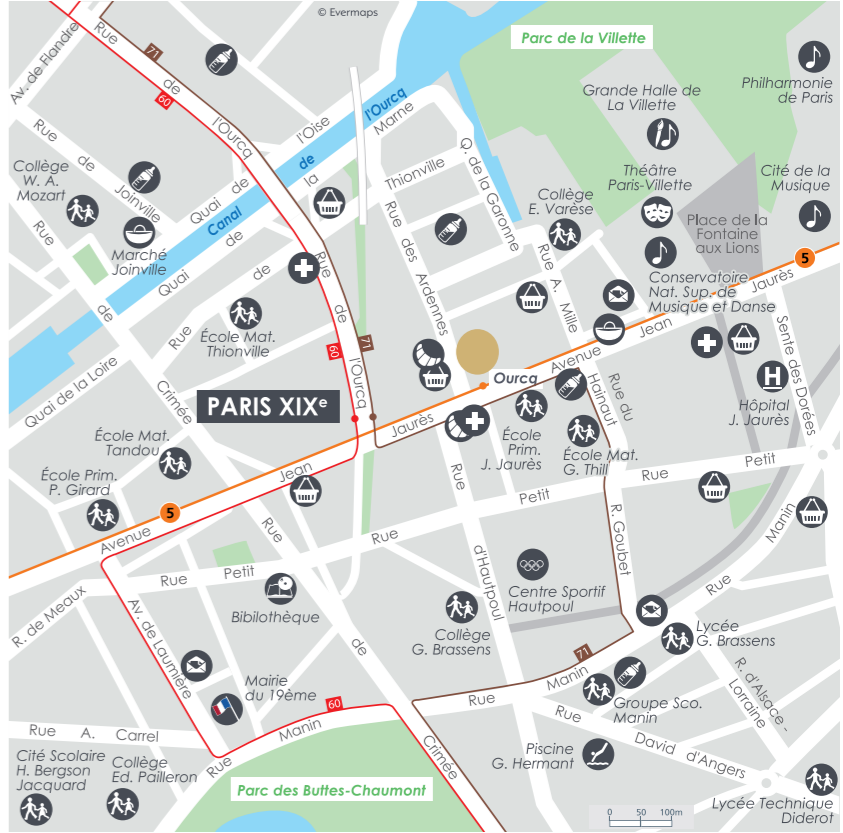 © Evermaps
Parc de la Villette
Rue
de
l'Ourcq
71
60
Av. de Flandre
Philharmonie
de Paris
Grande Halle de
La Villette
l'Oise
Marne
Canal
de
l'Ourcq
Quai de
Quai de la
Rue de
Joinville
Collège
W. A.
Mozart
Marché
Joinville
Thionville
Q. de la Garonne
Théâtre
Paris-Villette
Cité de la
Musique
Collège
E. Varèse
Place de la
Fontaine
aux Lions
5
Rue des
Ardennes
Rue A.
Mille
Conservatoire
Nat. Sup. de
Musique et Danse
Jaurès
Jean
Avenue
Rue
de
Crimée
Rue de
École Mat.
Thionville
Quai de la Loire
Rue
de
l'Ourcq
60
71
Ourcq
PARIS XIXe
Sente des Dorées
H
Hôpital
J. Jaurès
Rue du
Hainaut
École
Prim.
J. Jaurès
École Mat.
G. Thill
École Mat.
Tandou
École Prim.
P. Girard
5
Avenue
Jean
Jaurès
Rue
Petit
Rue
Petit
Rue
Petit
Rue
de
Crimée
Rue
d'Hautpoul
R. Goubet
Rue
Manin
R. de Meaux
Bibilothèque
Centre Sportif
Hautpoul
Collège
G. Brassens
Lycée
G. Brassens
Av. de Laumière
Mairie
du 19ème
71
Rue
Manin
Groupe Sco.
Manin
R. d'Alsace -
Lorraine
60
Rue
Manin
Rue A. Carrel
Cité Scolaire
H. Bergson
Jacquard
Collège
Ed. Pailleron
Rue
David d'Angers
Piscine
G. Hermant
Parc des Buttes-Chaumont
0 50 100m
Lycée Technique
Diderot